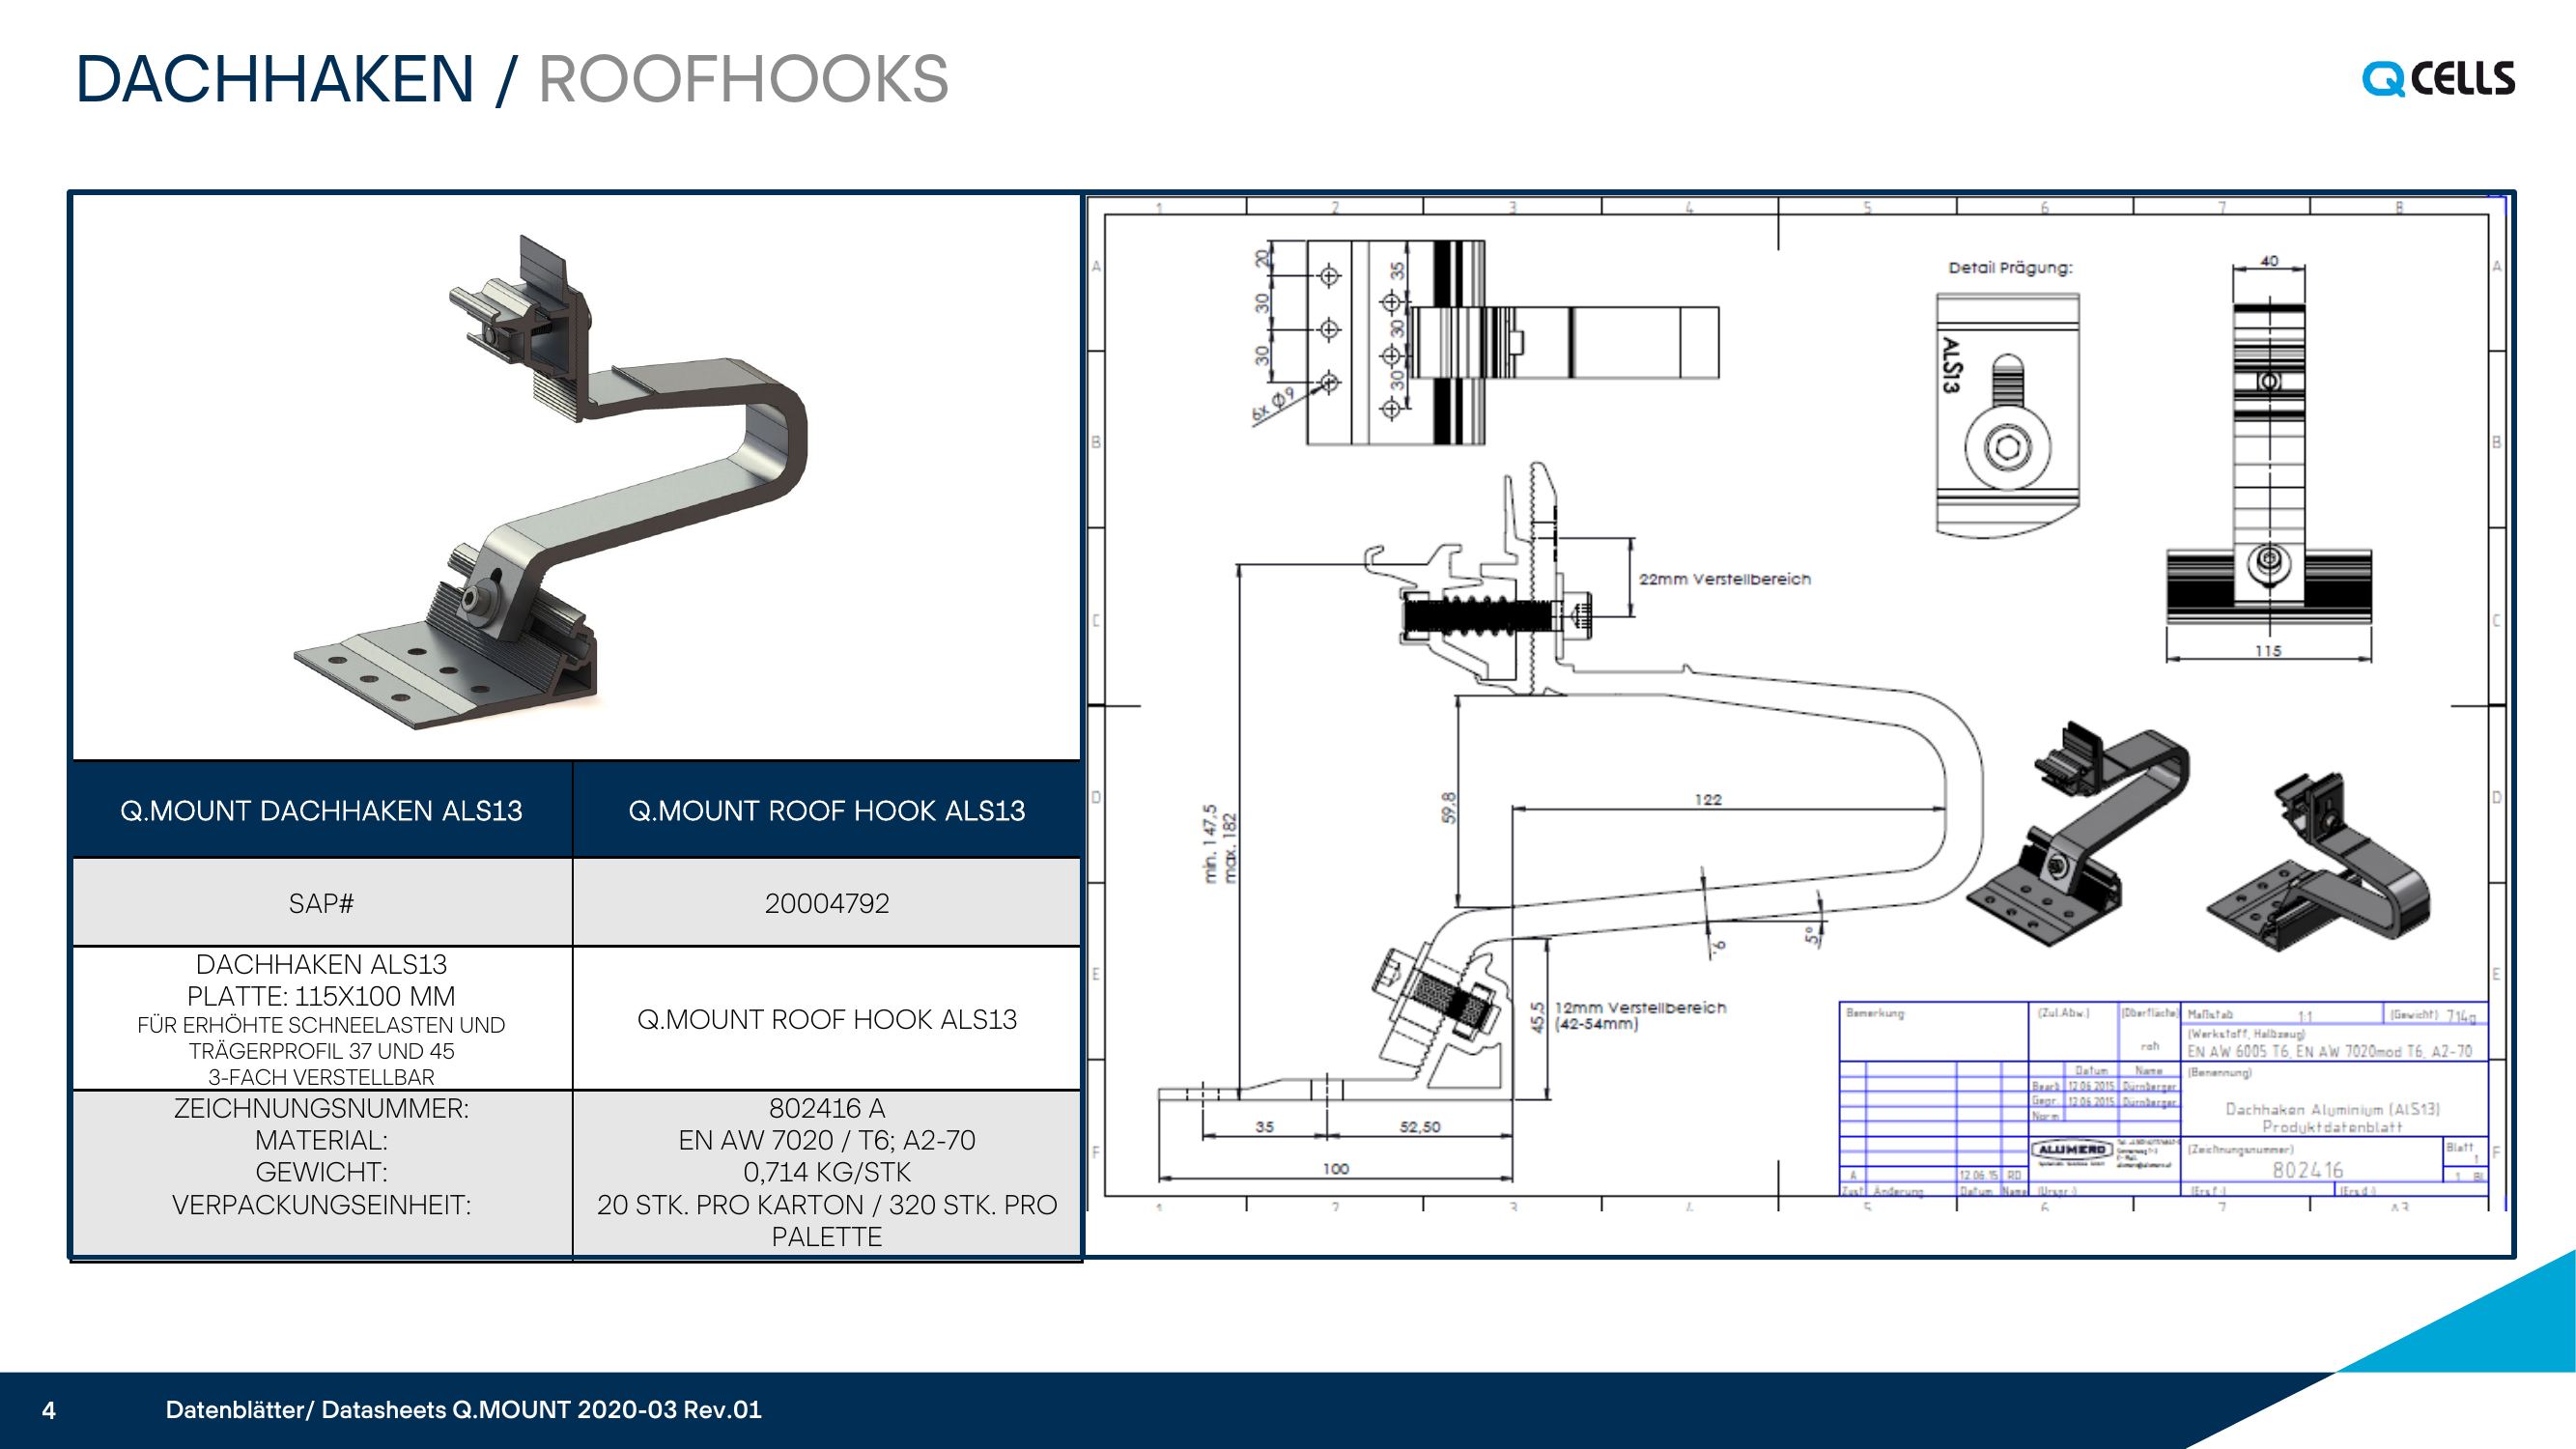 DACHHAKEN / ROOFHOOKS
Q CELLS
Q.MOUNT DACHHAKEN ALS13
Q.MOUNT ROOF HOOK ALS13
SAP#
20004792
DACHHAKEN ALS13
PLATTE: 115X100 MM
FÜR ERHÖHTE SCHNEELASTEN UND
TRÄGERPROFIL 37 UND 45
3-FACH VERSTELLBAR
Q.MOUNT ROOF HOOK ALS13
ZEICHNUNGSNUMMER:
MATERIAL:
GEWICHT:
VERPACKUNGSEINHEIT:
802416 A
EN AW 7020 / T6; A2-70
0,714 KG/STK
20 STK. PRO KARTON / 320 STK. PRO
PALETTE
1 2 3 4 5 6 7 8
A
B
C
D
E
F
A
B
C
D
E
F
20
30
30
6x Ø9
35
30
30
Detail Prägung:
ALS13
40
115
22mm Verstellbereich
min. 147,5
max. 182
59,8
122
6
5°
45,5
12mm Verstellbereich
(42-54mm)
35
52,50
100
Bemerkung
(Zul.Abw.)
(Oberfläche)
roh
Maßstab 1:1
(Gewicht) 714g
(Werkstoff, Halbzeug)
EN AW 6005 T6, EN AW 7020mod T6, A2-70
Datum Name
Bearb 12.06.2015 Dürnberger
Gepr. 12.06.2015 Dürnberger
Norm
(Benennung)
Dachhaken Aluminium (AlS13)
Produktdatenblatt
ALUMERO
(Zeichnungsnummer)
802416
Blatt
1
1 Bl.
A 12.06.15 RD
Zust Änderung Datum Name (Urspr.) (Ers.f.) (Ers.d.)
1 2 3 4 5 6 7 A3
4
Datenblätter/ Datasheets Q.MOUNT 2020-03 Rev.01